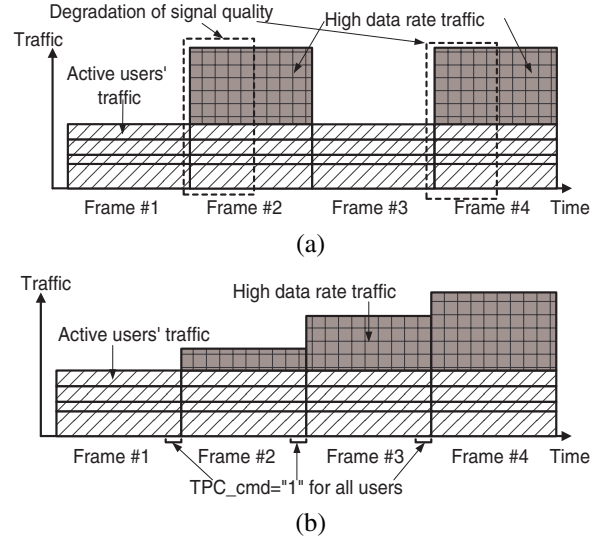 Degradation of signal quality
Traffic
High data rate traffic
Active users'
traffic
Frame #1
Frame #2
Frame #3
Frame #4
Time
(a)
Traffic
High data rate traffic
Active users' traffic
Frame #1
Frame #2
Frame #3
Frame #4
Time
TPC_cmd="1" for all users
(b)